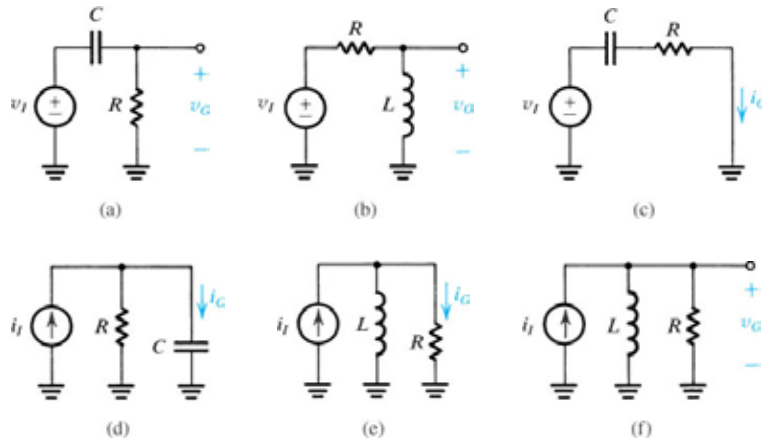 C
v_I
+
−
R
+
v_G
−
(a)
R
v_I
+
−
L
+
v_G
−
(b)
C
R
v_I
+
−
i_G
(c)
i_I
R
C
i_G
(d)
i_I
L
R
i_G
(e)
i_I
L
R
+
v_G
−
(f)